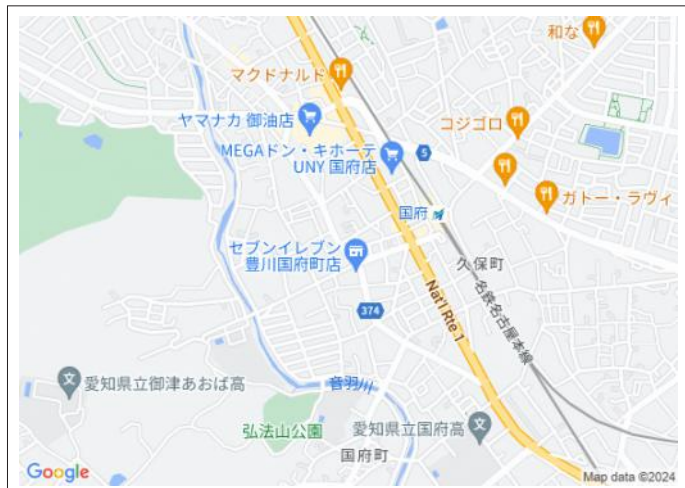 和な
マクドナルド
ヤマナカ 御油店
コジゴロ
MEGAドン・キホーテ
UNY 国府店
5
ガトー・ラヴィ
国府
セブンイレブン
豊川国府町店
久保町
374
Nat'l Rte 1
名鉄名古屋本線
愛知県立御津あおば高
音羽川
弘法山公園
愛知県立国府高
国府町
Google
Map data ©2024